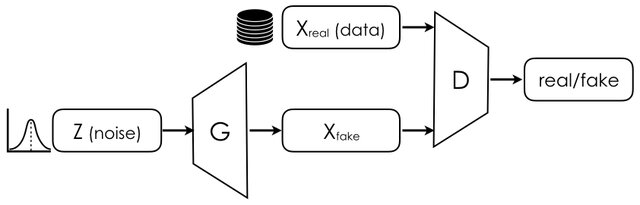 Xreal (data)
D
real/fake
Z (noise)
G
Xfake